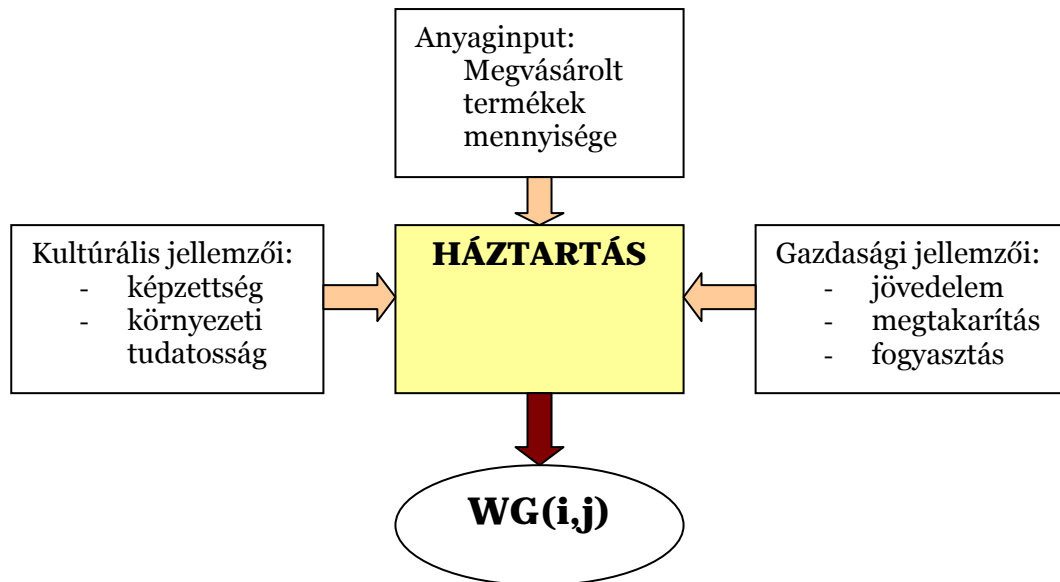 Anyaginput:
Megvásárolt
termékek
mennyisége
Kultúrális jellemzői:
- képzettség
- környezeti
tudatosság
HÁZTARTÁS
Gazdasági jellemzői:
- jövedelem
- megtakarítás
- fogyasztás
WG(i,j)